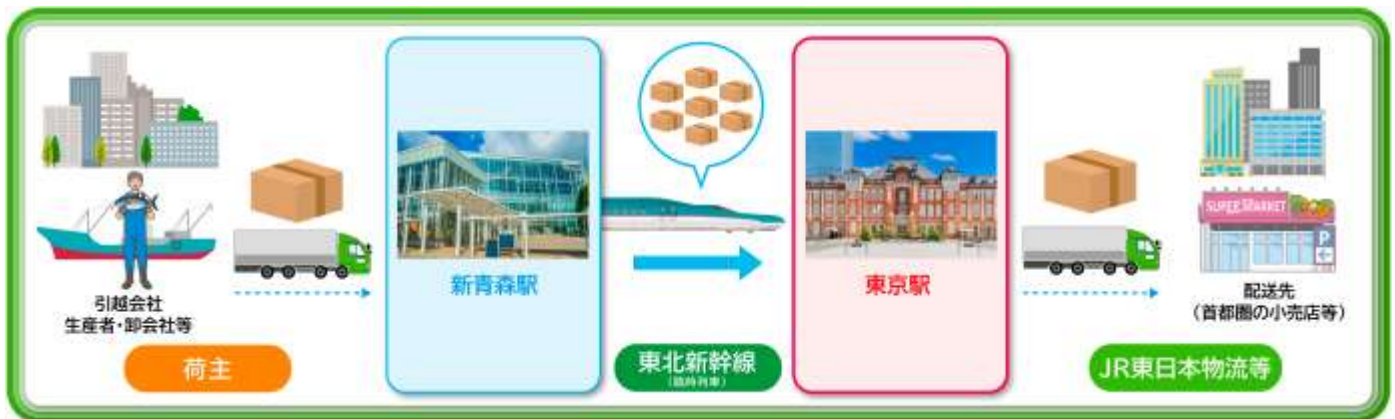 引越会社
生産者・卸会社等
荷主
新青森駅
東北新幹線
(臨時列車)
東京駅
SUPER MARKET
P
配送先
(首都圏の小売店等)
JR東日本物流等